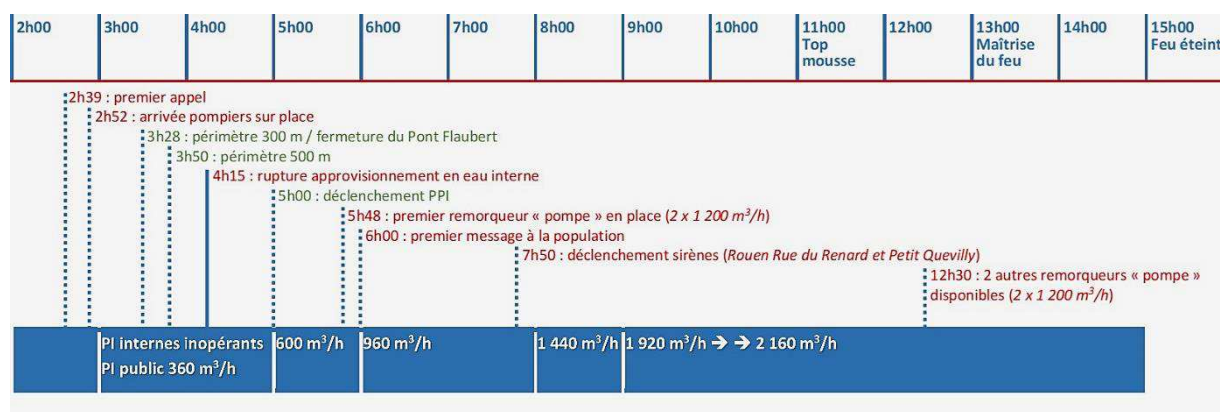 2h00 3h00 4h00 5h00 6h00 7h00 8h00 9h00 10h00 11h00 12h00 13h00 14h00 15h00
Top mousse
Maîtrise du feu
Feu éteint
2h39 : premier appel
2h52 : arrivée pompiers sur place
3h28 : périmètre 300 m / fermeture du Pont Flaubert
3h50 : périmètre 500 m
4h15 : rupture approvisionnement en eau interne
5h00 : déclenchement PPI
5h48 : premier remorqueur « pompe » en place (2 x 1 200 m³/h)
6h00 : premier message à la population
7h50 : déclenchement sirènes (Rouen Rue du Renard et Petit Quevilly)
12h30 : 2 autres remorqueurs « pompe »
disponibles (2 x 1 200 m³/h)
PI internes inopérants 600 m³/h 960 m³/h 1 440 m³/h 1 920 m³/h → → 2 160 m³/h
PI public 360 m³/h